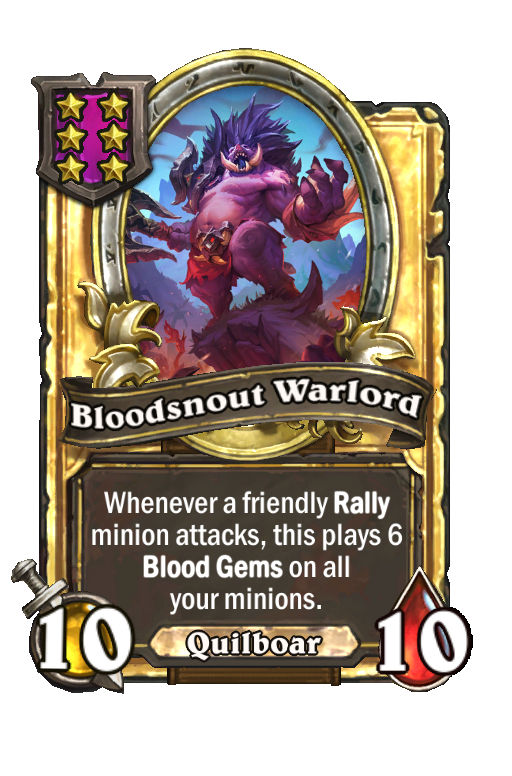 Bloodsnout Warlord
Whenever a friendly Rally
minion attacks, this plays 6
Blood Gems on all
your minions.
10
Quilboar
10